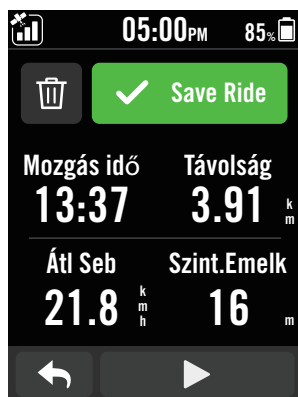 05:00PM 85%
Save Ride
Mozgás idő Távolság
13:37 3.91 km
Átl Seb Szint.Emelk
21.8 kmh 16 m